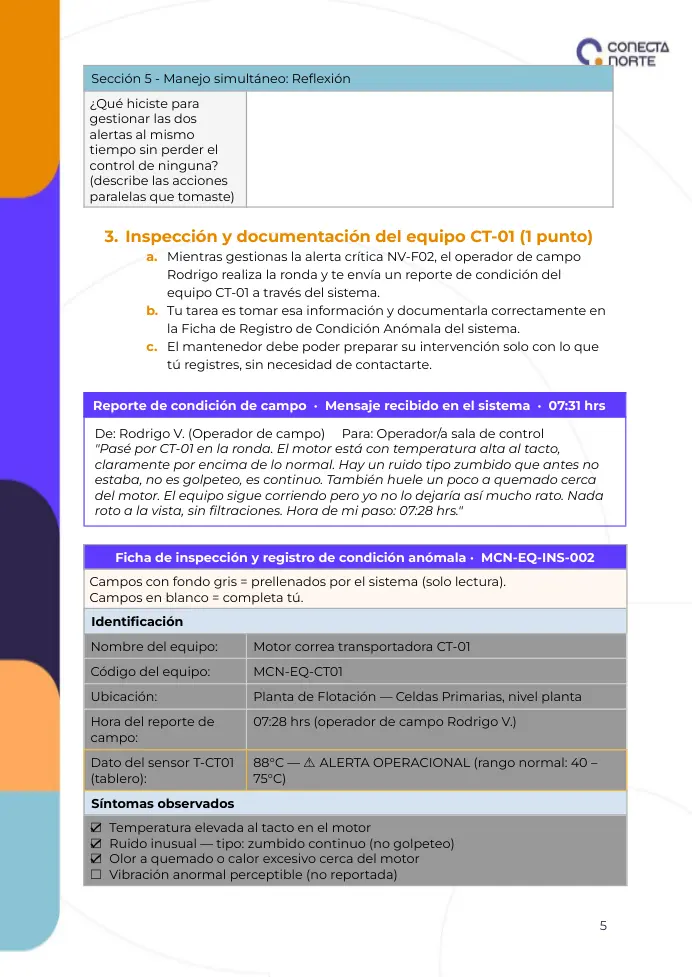 CONECTA
NORTE
Sección 5 - Manejo simultáneo: Reflexión
¿Qué hiciste para
gestionar las dos
alertas al mismo
tiempo sin perder el
control de ninguna?
(describe las acciones
paralelas que tomaste)
3. Inspección y documentación del equipo CT-01 (1 punto)
a. Mientras gestionas la alerta crítica NV-F02, el operador de campo
Rodrigo realiza la ronda y te envía un reporte de condición del
equipo CT-01 a través del sistema.
b. Tu tarea es tomar esa información y documentarla correctamente en
la Ficha de Registro de Condición Anómala del sistema.
c. El mantenedor debe poder preparar su intervención solo con lo que
tú registres, sin necesidad de contactarte.
Reporte de condición de campo · Mensaje recibido en el sistema · 07:31 hrs
De: Rodrigo V. (Operador de campo) Para: Operador/a sala de control
"Pasé por CT-01 en la ronda. El motor está con temperatura alta al tacto,
claramente por encima de lo normal. Hay un ruido tipo zumbido que antes no
estaba, no es golpeteo, es continuo. También huele un poco a quemado cerca
del motor. El equipo sigue corriendo pero yo no lo dejaría así mucho rato. Nada
roto a la vista, sin filtraciones. Hora de mi paso: 07:28 hrs."
Ficha de inspección y registro de condición anómala · MCN-EQ-INS-002
Campos con fondo gris = prellenados por el sistema (solo lectura).
Campos en blanco = completa tú.
Identificación
Nombre del equipo: Motor correa transportadora CT-01
Código del equipo: MCN-EQ-CT01
Ubicación: Planta de Flotación — Celdas Primarias, nivel planta
Hora del reporte de 07:28 hrs (operador de campo Rodrigo V.)
campo:
Dato del sensor T-CT01 88°C — ⚠ ALERTA OPERACIONAL (rango normal: 40 –
(tablero): 75°C)
Síntomas observados
☑ Temperatura elevada al tacto en el motor
☑ Ruido inusual — tipo: zumbido continuo (no golpeteo)
☑ Olor a quemado o calor excesivo cerca del motor
☐ Vibración anormal perceptible (no reportada)
5